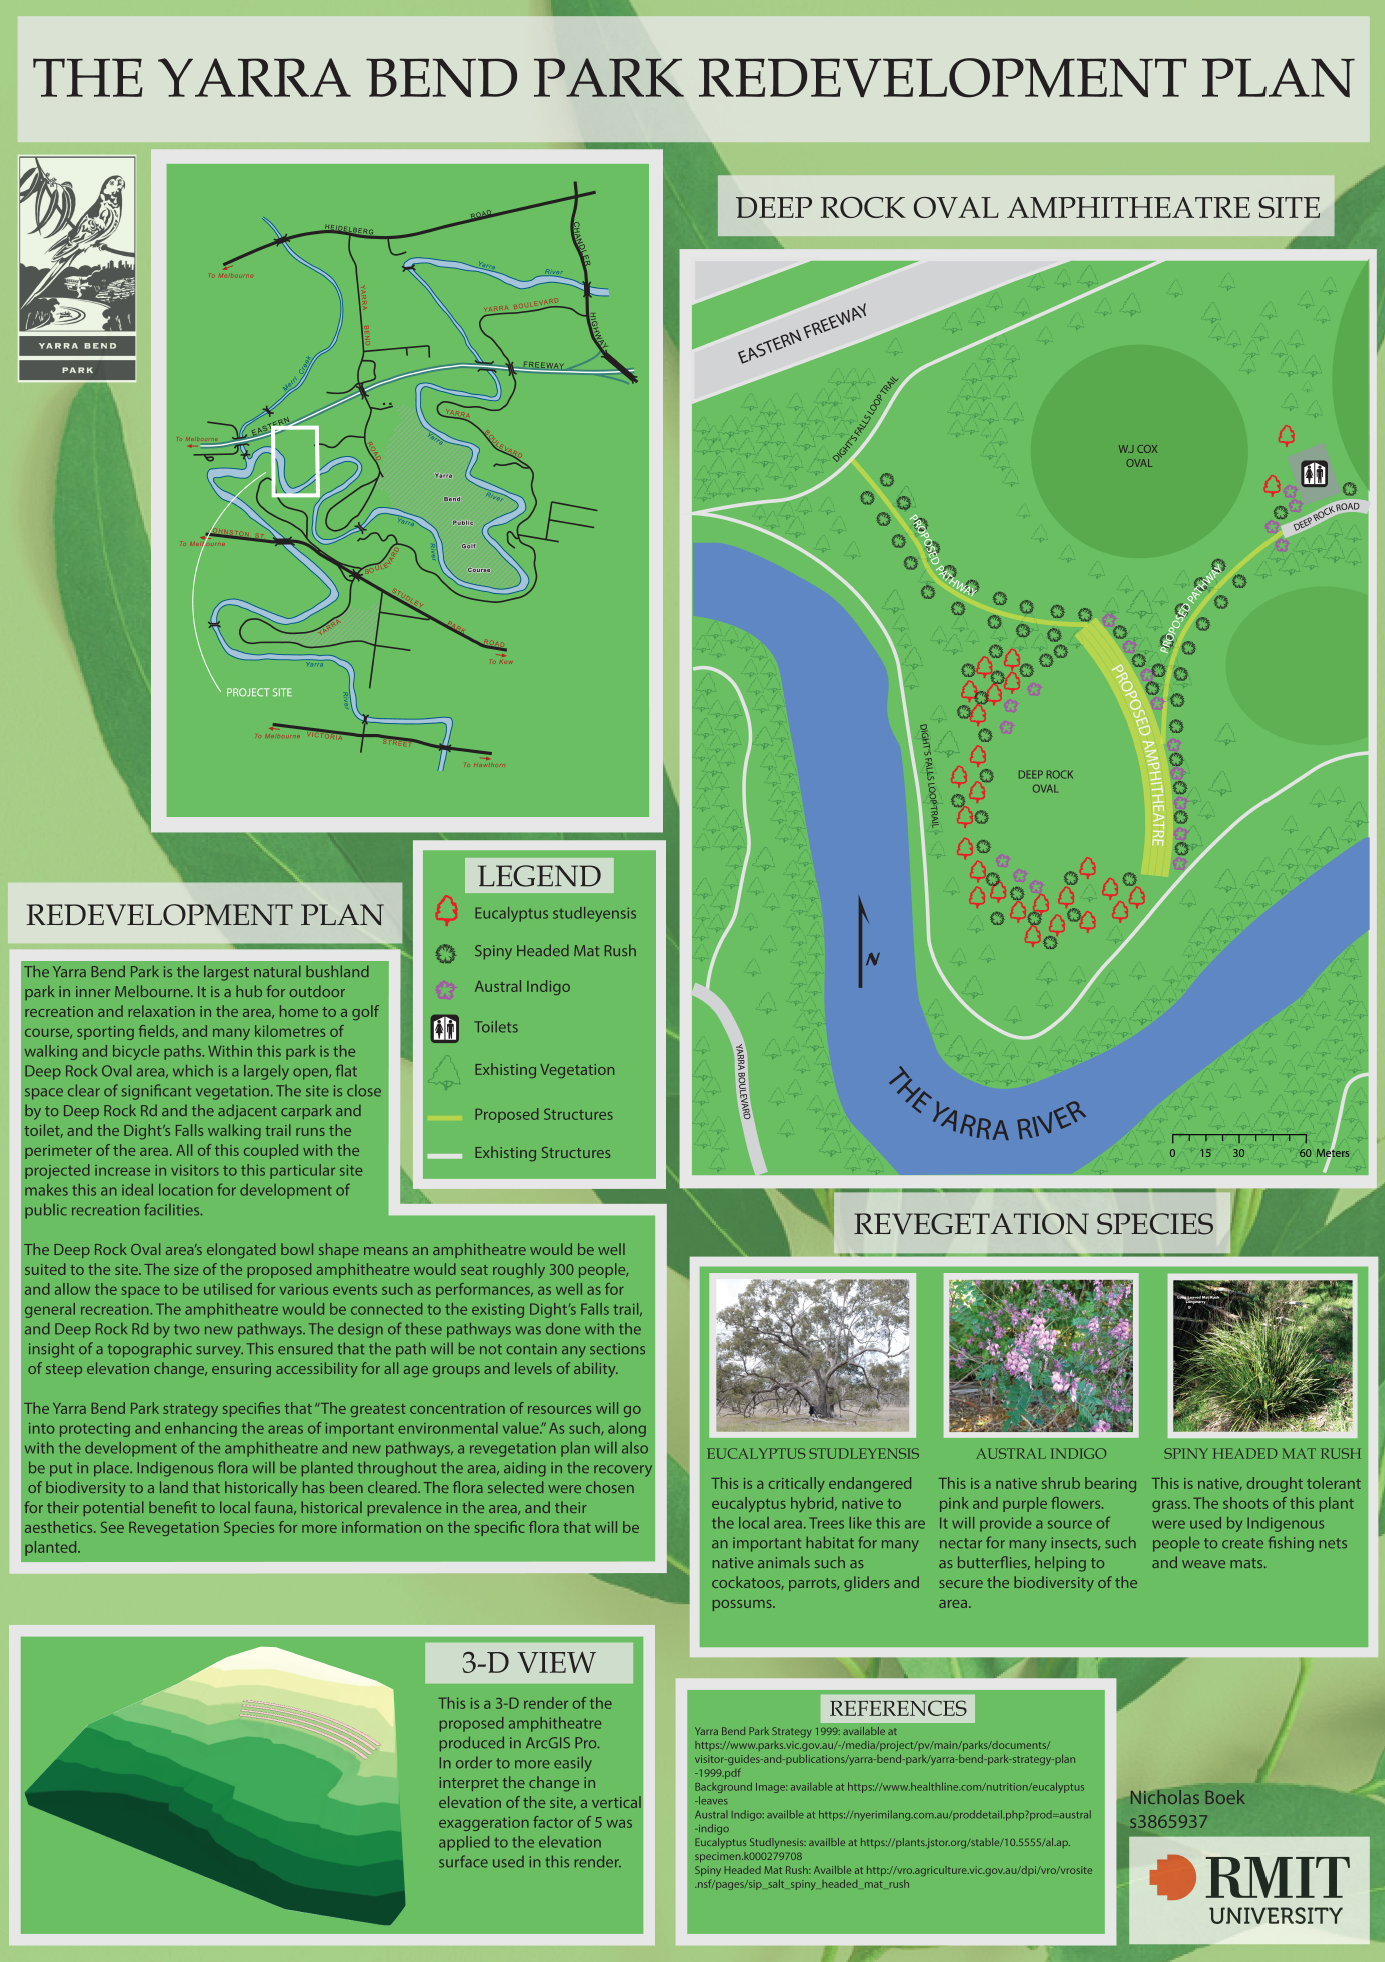 THE YARRA BEND PARK REDEVELOPMENT PLAN
YARRA BEND
PARK
HEIDELBERG
ROAD
CHANDLER
HIGHWAY
To Melbourne
Yarra
River
YARRA BOULEVARD
YARRA
BEND
ROAD
Merri Creek
FREEWAY
EASTERN
To Melbourne
YARRA
BOULEVARD
Yarra
River
Yarra
Bend
Public
Golf
Course
Yarra
River
JOHNSTON ST.
To Melbourne
BOULEVARD
STUDLEY
PARK
ROAD
To Kew
YARRA
Yarra
River
PROJECT SITE
To Melbourne
VICTORIA
STREET
To Hawthorn
DEEP ROCK OVAL AMPHITHEATRE SITE
EASTERN FREEWAY
DIGHT'S FALLS LOOP TRAIL
W.J COX
OVAL
DEEP ROCK ROAD
PROPOSED PATHWAY
PROPOSED PATHWAY
PROPOSED AMPHITHEATRE
DIGHT'S FALLS LOOP TRAIL
DEEP ROCK
OVAL
N
YARRA BOULEVARD
THE YARRA RIVER
0 15 30 60 Meters
LEGEND
Eucalyptus studleyensis
Spiny Headed Mat Rush
Austral Indigo
Toilets
Exhisting Vegetation
Proposed Structures
Exhisting Structures
REDEVELOPMENT PLAN
The Yarra Bend Park is the largest natural bushland
park in inner Melbourne. It is a hub for outdoor
recreation and relaxation in the area, home to a golf
course, sporting fields, and many kilometres of
walking and bicycle paths. Within this park is the
Deep Rock Oval area, which is a largely open, flat
space clear of significant vegetation. The site is close
by to Deep Rock Rd and the adjacent carpark and
toilet, and the Dight's Falls walking trail runs the
perimeter of the area. All of this coupled with the
projected increase in visitors to this particular site
makes this an ideal location for development of
public recreation facilities.
The Deep Rock Oval area's elongated bowl shape means an amphitheatre would be well
suited to the site. The size of the proposed amphitheatre would seat roughly 300 people,
and allow the space to be utilised for various events such as performances, as well as for
general recreation. The amphitheatre would be connected to the existing Dight's Falls trail,
and Deep Rock Rd by two new pathways. The design of these pathways was done with the
insight of a topographic survey. This ensured that the path will be not contain any sections
of steep elevation change, ensuring accessibility for all age groups and levels of ability.
The Yarra Bend Park strategy specifies that "The greatest concentration of resources will go
into protecting and enhancing the areas of important environmental value." As such, along
with the development of the amphitheatre and new pathways, a revegetation plan will also
be put in place. Indigenous flora will be planted throughout the area, aiding in the recovery
of biodiversity to a land that historically has been cleared. The flora selected were chosen
for their potential benefit to local fauna, historical prevalence in the area, and their
aesthetics. See Revegetation Species for more information on the specific flora that will be
planted.
REVEGETATION SPECIES
EUCALYPTUS STUDLEYENSIS
This is a critically endangered
eucalyptus hybrid, native to
the local area. Trees like this are
an important habitat for many
native animals such as
cockatoos, parrots, gliders and
possums.
AUSTRAL INDIGO
This is a native shrub bearing
pink and purple flowers.
It will provide a source of
nectar for many insects, such
as butterflies, helping to
secure the biodiversity of the
area.
SPINY HEADED MAT RUSH
This is native, drought tolerant
grass. The shoots of this plant
were used by Indigenous
people to create fishing nets
and weave mats.
3-D VIEW
This is a 3-D render of the
proposed amphitheatre
produced in ArcGIS Pro.
In order to more easily
interpret the change in
elevation of the site, a vertical
exaggeration factor of 5 was
applied to the elevation
surface used in this render.
REFERENCES
Yarra Bend Park Strategy 1999: available at
https://www.parks.vic.gov.au/-/media/project/pv/main/parks/documents/
visitor-guides-and-publications/yarra-bend-park/yarra-bend-park-strategy-plan
-1999.pdf
Background Image: available at https://www.healthline.com/nutrition/eucalyptus
-leaves
Austral Indigo: availble at https://nyerimilang.com.au/proddetail.php?prod=austral
-indigo
Eucalyptus Studlynesis: availble at https://plants.jstor.org/stable/10.5555/al.ap.
specimen.k000279708
Spiny Headed Mat Rush: Availble at http://vro.agriculture.vic.gov.au/dpi/vro/vrosite
.nsf/pages/sip_salt_spiny_headed_mat_rush
Nicholas Boek
s3865937
RMIT
UNIVERSITY